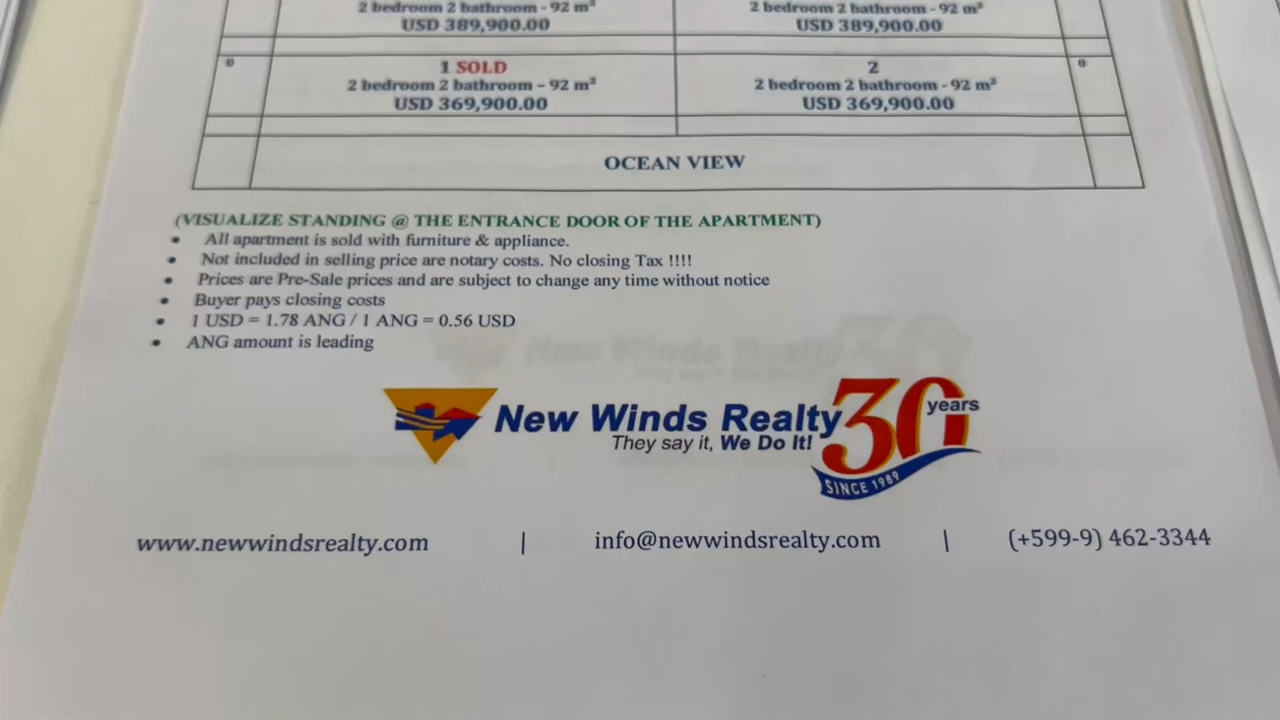 2 bedroom 2 bathroom - 92 m² 2 bedroom 2 bathroom - 92 m²
USD 389,900.00 USD 389,900.00
0 1 SOLD 2 0
2 bedroom 2 bathroom – 92 m² 2 bedroom 2 bathroom - 92 m²
USD 369,900.00 USD 369,900.00
OCEAN VIEW
(VISUALIZE STANDING @ THE ENTRANCE DOOR OF THE APARTMENT)
• All apartment is sold with furniture & appliance.
• Not included in selling price are notary costs. No closing Tax !!!!
• Prices are Pre-Sale prices and are subject to change any time without notice
• Buyer pays closing costs
• 1 USD = 1.78 ANG / 1 ANG = 0.56 USD
• ANG amount is leading
New Winds Realty 30 years
They say it, We Do It!
SINCE 1989
www.newwindsrealty.com | info@newwindsrealty.com | (+599-9) 462-3344